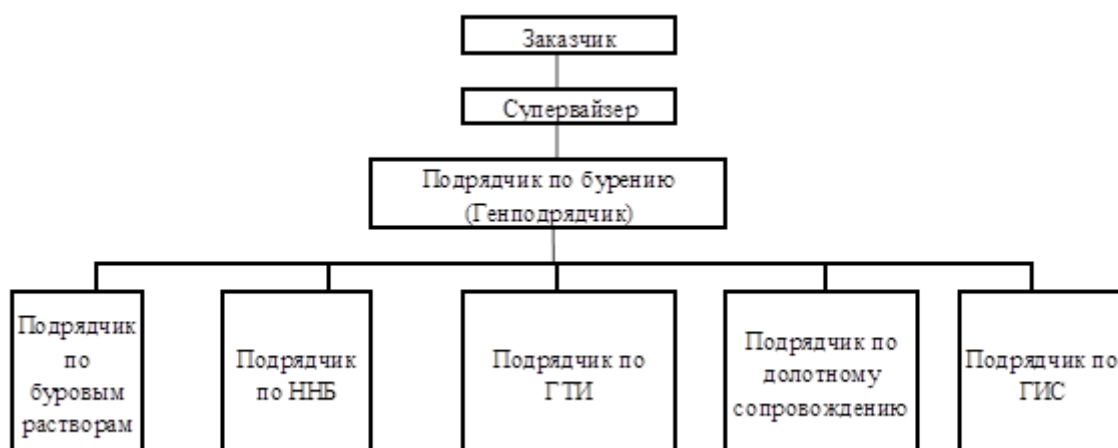 Заказчик
Супервайзер
Подрядчик по бурению
(Генподрядчик)
Подрядчик
по
буровым
растворам
Подрядчик
по ННБ
Подрядчик по
ГТИ
Подрядчик по
долотному
сопровождению
Подрядчик по
ГИС